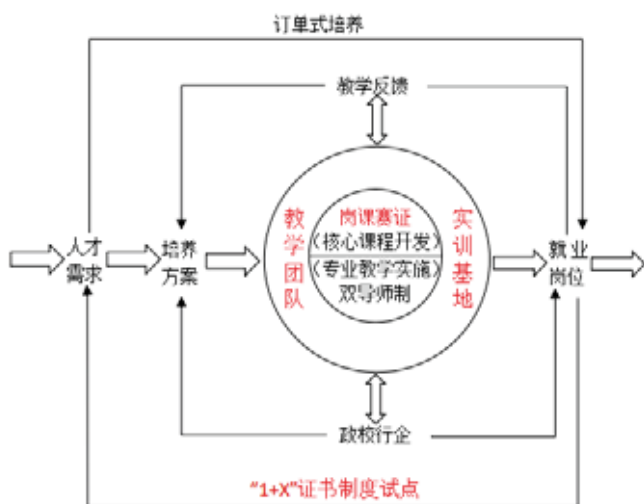 订单式培养
教学反馈
人才
需求
培养
方案
教学团队
岗课赛证
(核心课程开发)
(专业教学实施)
双导师制
实训基地
就业
岗位
政校行企
"1+X"证书制度试点